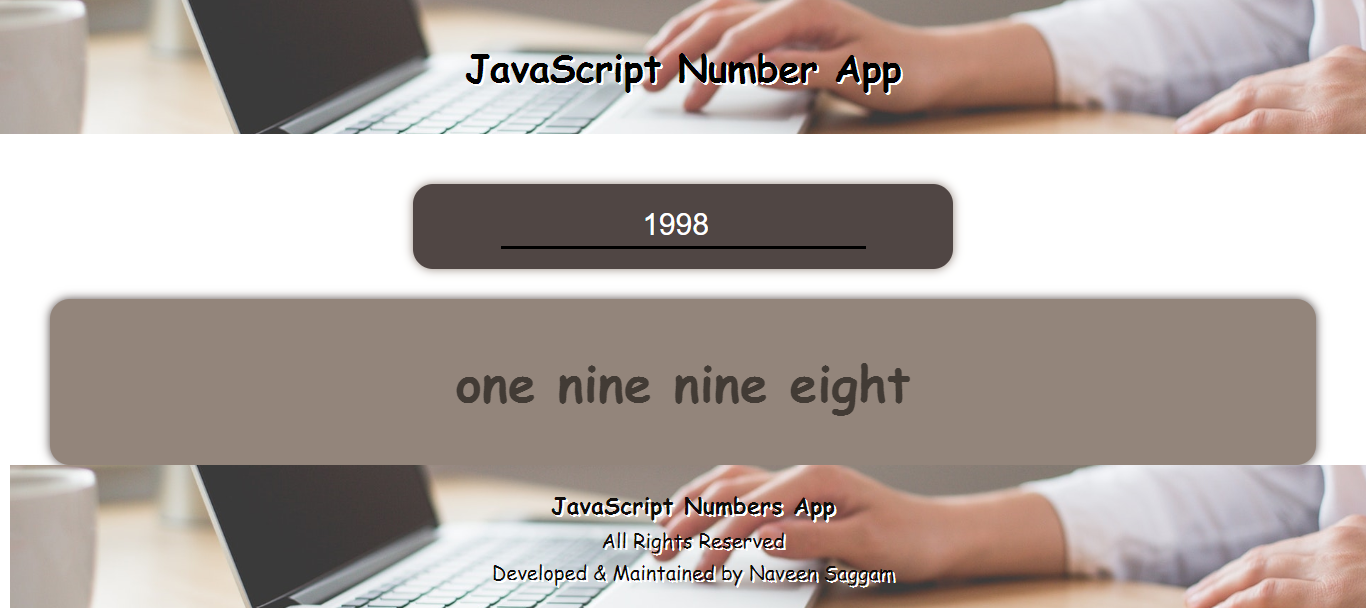 JavaScript Number App
1998
one nine nine eight
JavaScript Numbers App
All Rights Reserved
Developed & Maintained by Naveen Saggam